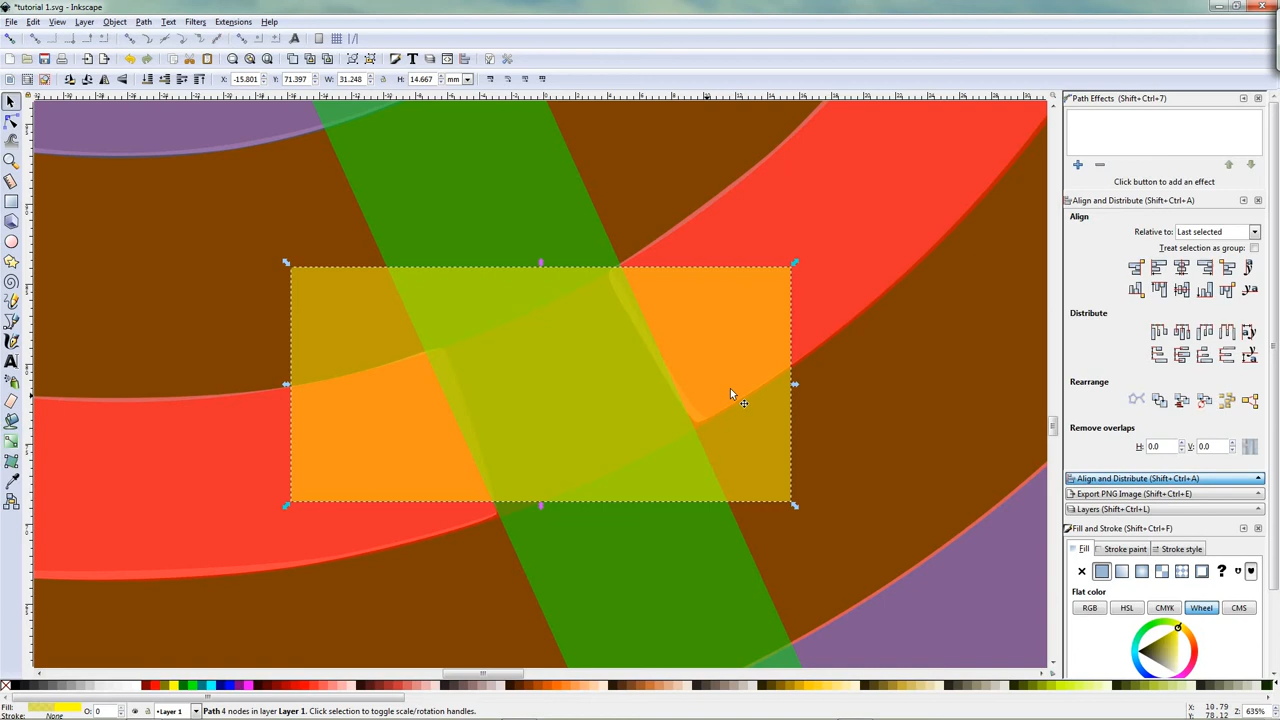 *tutorial 1.svg - Inkscape
File Edit View Layer Object Path Text Filters Extensions Help
X: -15.801 Y: 71.397 W: 31.248 H: 14.667 mm
Path Effects (Shift+Ctrl+7)
Click button to add an effect
Align and Distribute (Shift+Ctrl+A)
Align
Relative to: Last selected
Treat selection as group:
Distribute
Rearrange
Remove overlaps
H: 0.0 V: 0.0
Align and Distribute (Shift+Ctrl+A)
Export PNG Image (Shift+Ctrl+E)
Layers (Shift+Ctrl+L)
Fill and Stroke (Shift+Ctrl+F)
Fill Stroke paint Stroke style
Flat color
RGB HSL CMYK Wheel CMS
Fill:
Stroke: None
O: 0
•Layer 1
Path 4 nodes in layer Layer 1. Click selection to toggle scale/rotation handles.
X: 10.79
Y: 78.12
Z: 635%